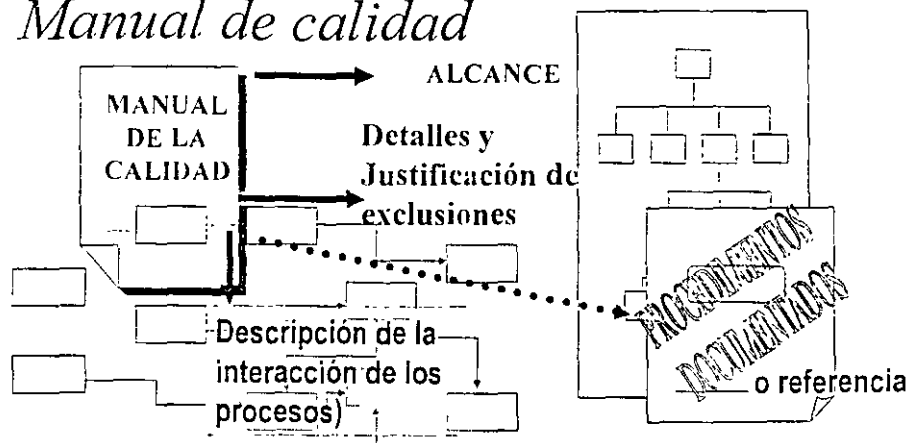 Manual de calidad
MANUAL
DE LA
CALIDAD
ALCANCE
Detalles y
Justificación de
exclusiones
Descripción de la
interacción de los
procesos)
PROCEDIMIENTOS
DOCUMENTADOS
o referencia